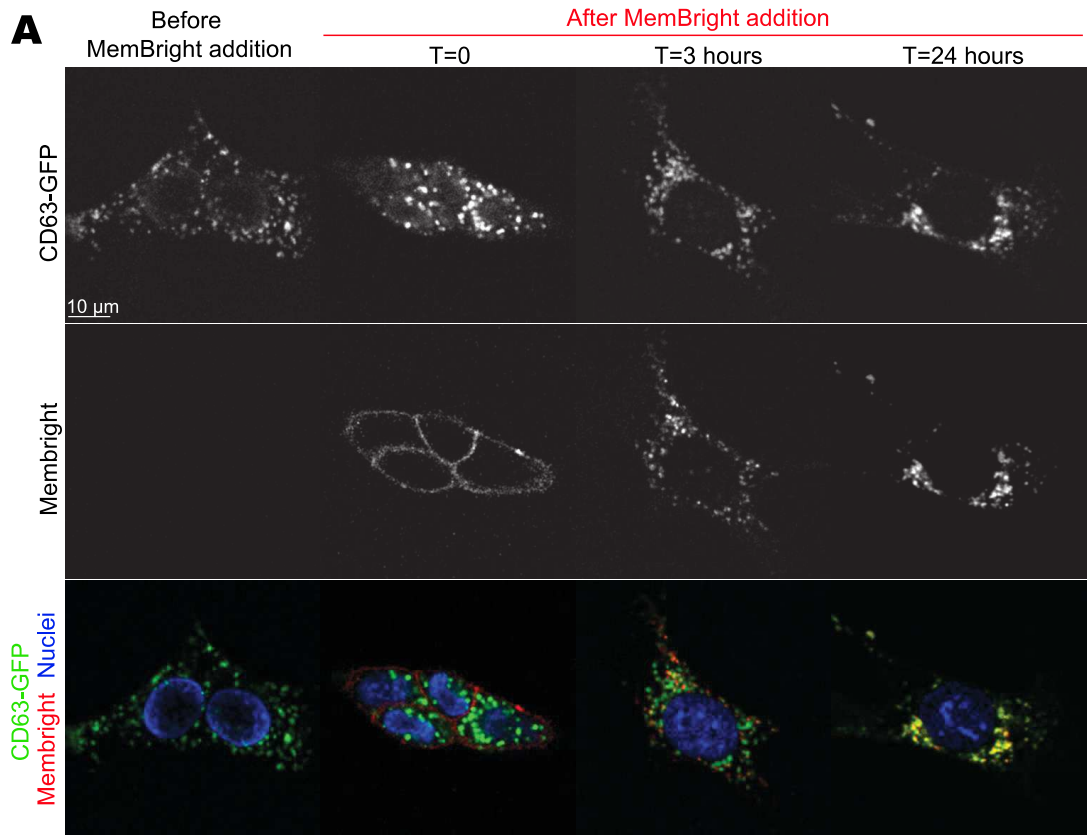 A
Before
MemBright addition
After MemBright addition
T=0
T=3 hours
T=24 hours
CD63-GFP
10 µm
Membright
CD63-GFP
Membright Nuclei